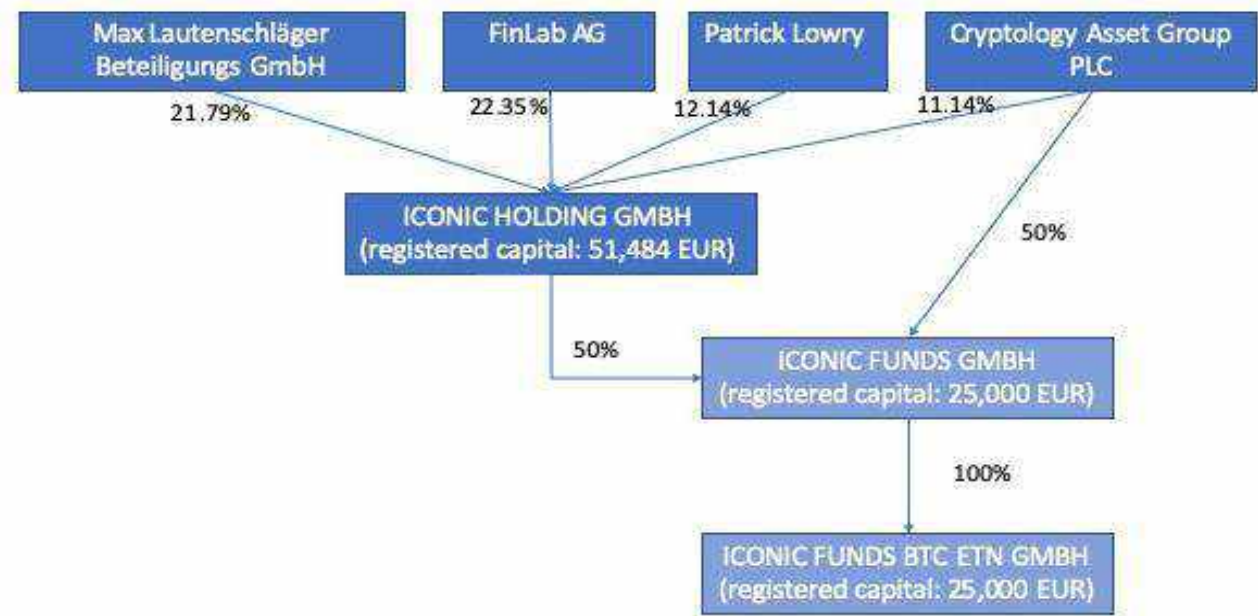 Max Lautenschläger
Beteiligungs GmbH
FinLab AG
Patrick Lowry
Cryptology Asset Group
PLC
21.79%
22.35%
12.14%
11.14%
ICONIC HOLDING GMBH
(registered capital: 51,484 EUR)
50%
50%
ICONIC FUNDS GMBH
(registered capital: 25,000 EUR)
100%
ICONIC FUNDS BTC ETN GMBH
(registered capital: 25,000 EUR)